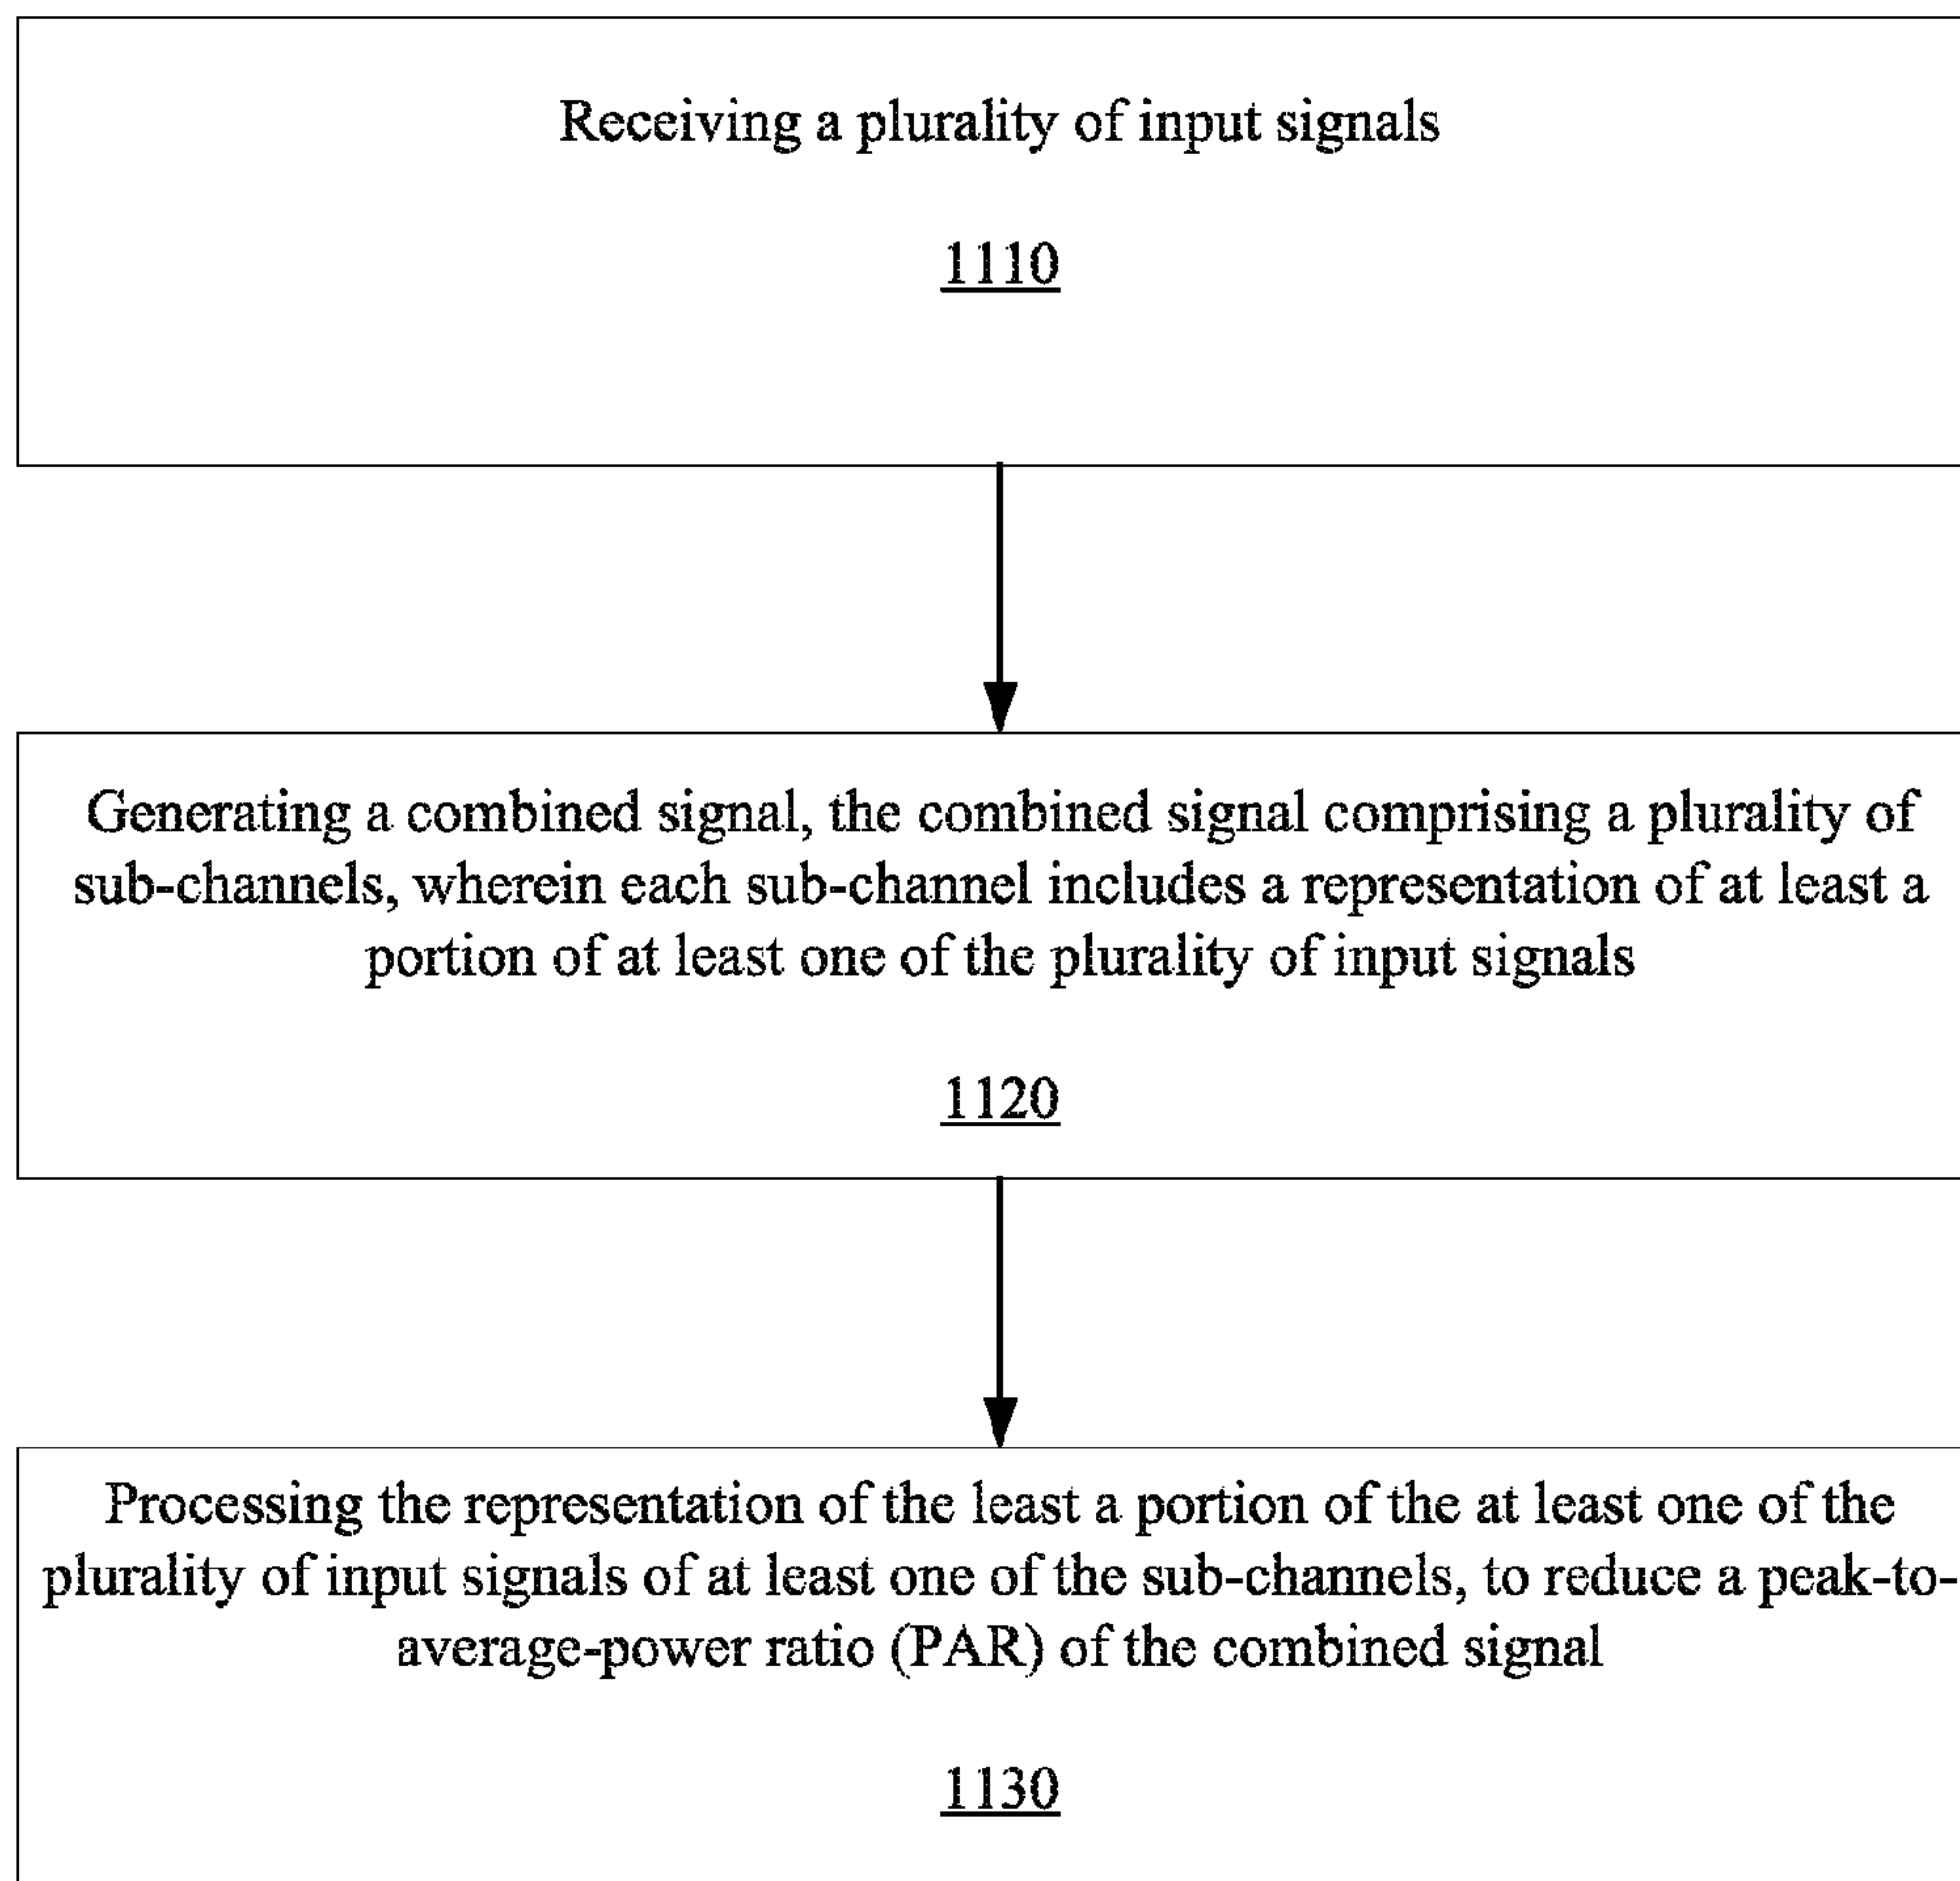 Receiving a plurality of input signals
1110
Generating a combined signal, the combined signal comprising a plurality of
sub-channels, wherein each sub-channel includes a representation of at least a
portion of at least one of the plurality of input signals
1120
Processing the representation of the least a portion of the at least one of the
plurality of input signals of at least one of the sub-channels, to reduce a peak-to-
average-power ratio (PAR) of the combined signal
1130